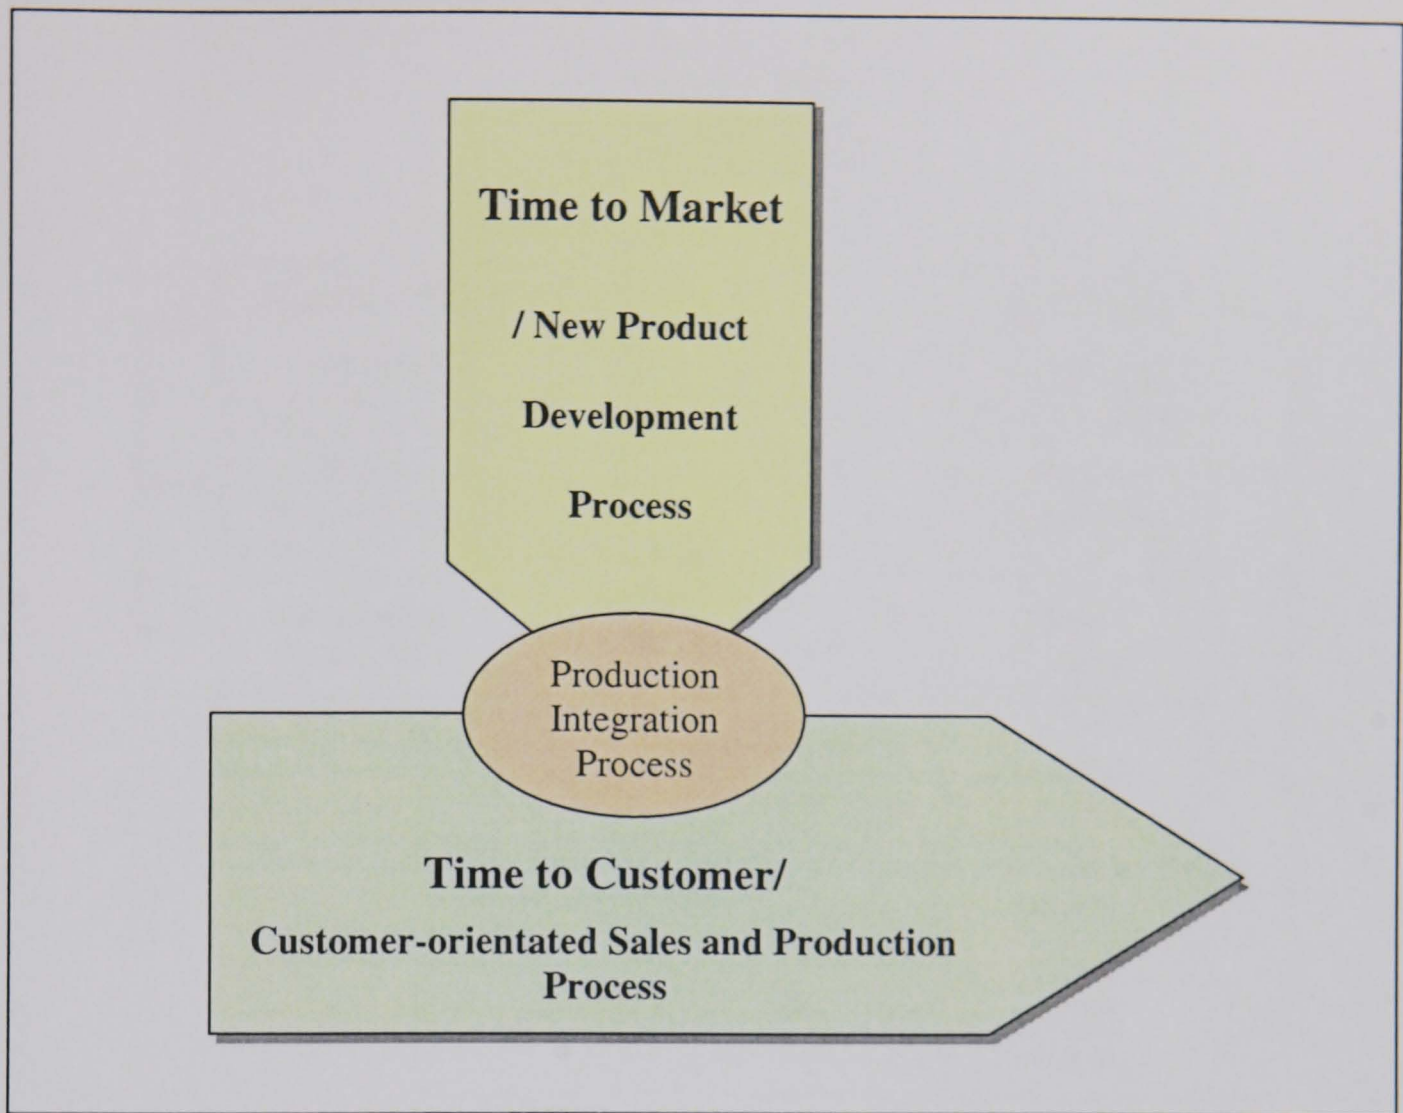 Time to Market
/ New Product
Development
Process
Production
Integration
Process
Time to Customer/
Customer-orientated Sales and Production
Process